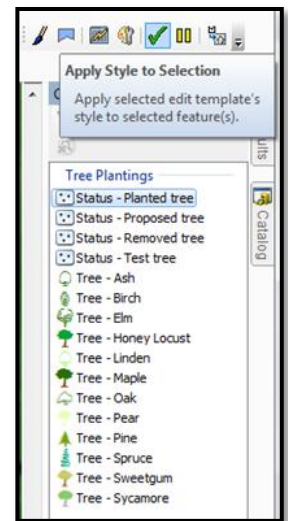 Apply Style to Selection
Apply selected edit template's
style to selected feature(s).
ults
Catalog
Tree Plantings
Status - Planted tree
Status - Proposed tree
Status - Removed tree
Status - Test tree
Tree - Ash
Tree - Birch
Tree - Elm
Tree - Honey Locust
Tree - Linden
Tree - Maple
Tree - Oak
Tree - Pear
Tree - Pine
Tree - Spruce
Tree - Sweetgum
Tree - Sycamore